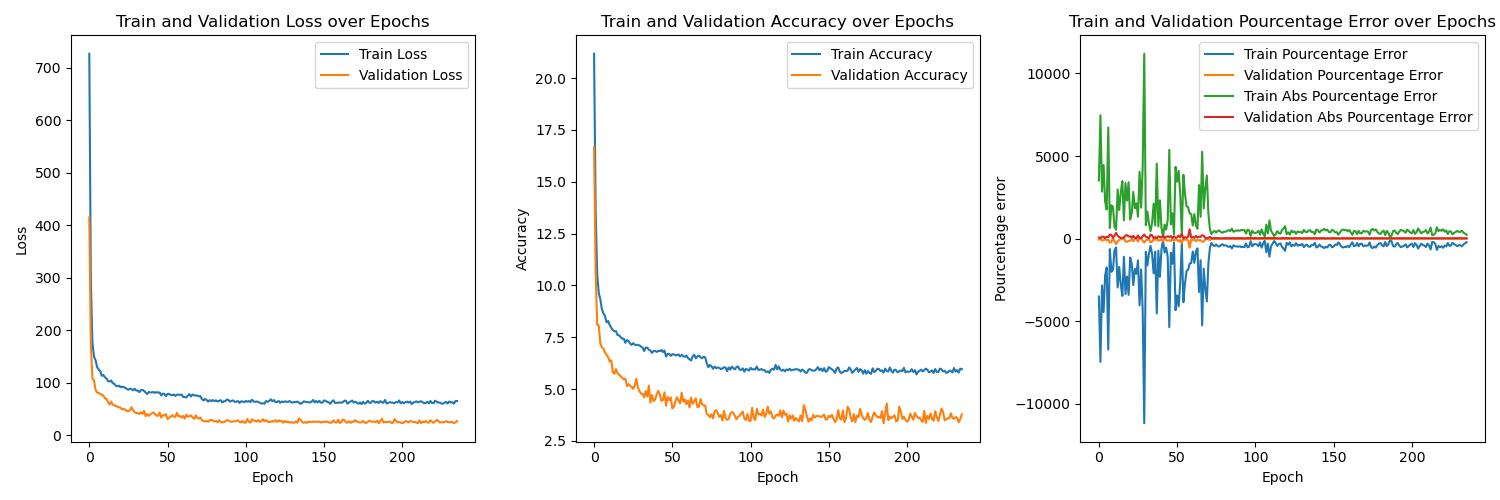 Train and Validation Loss over Epochs
Train Loss
Validation Loss
700
600
500
400
300
200
100
0
Loss
0 50 100 150 200
Epoch
Train and Validation Accuracy over Epochs
Train Accuracy
Validation Accuracy
20.0
17.5
15.0
12.5
10.0
7.5
5.0
2.5
Accuracy
0 50 100 150 200
Epoch
Train and Validation Pourcentage Error over Epochs
Train Pourcentage Error
Validation Pourcentage Error
Train Abs Pourcentage Error
Validation Abs Pourcentage Error
10000
5000
0
−5000
−10000
Pourcentage error
0 50 100 150 200
Epoch